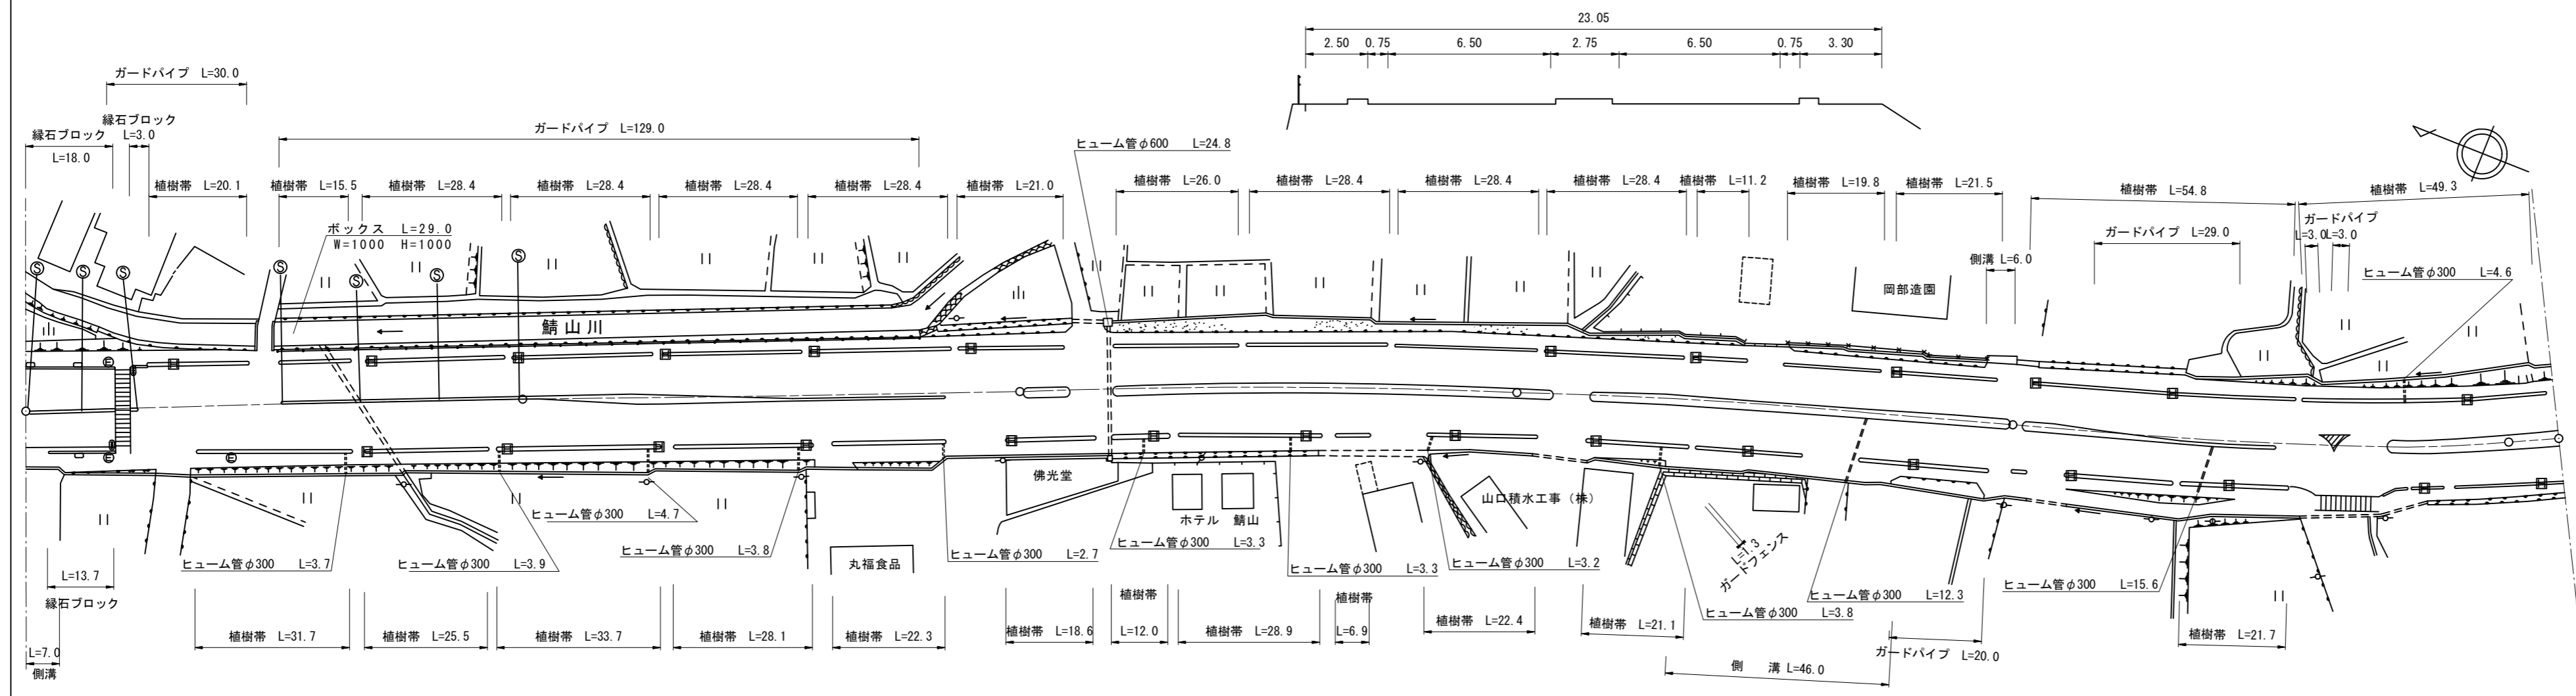 23.05
2.50 0.75 6.50 2.75 6.50 0.75 3.30
ガードパイプ L=30.0
縁石ブロック
L=3.0
縁石ブロック
L=18.0
ガードパイプ L=129.0
ヒューム管φ600 L=24.8
植樹帯 L=20.1
植樹帯 L=15.5
植樹帯 L=28.4
植樹帯 L=28.4
植樹帯 L=28.4
植樹帯 L=28.4
植樹帯 L=21.0
植樹帯 L=26.0
植樹帯 L=28.4
植樹帯 L=28.4
植樹帯 L=28.4
植樹帯 L=11.2
植樹帯 L=19.8
植樹帯 L=21.5
植樹帯 L=54.8
植樹帯 L=49.3
ボックス L=29.0
W=1000 H=1000
ガードパイプ L=29.0
ガードパイプ
L=3.0
L=3.0
側溝 L=6.0
ヒューム管φ300 L=4.6
岡部造園
鯖山川
S
S
S
S
S
S
S
E
E
E
佛光堂
ホテル 鯖山
山口積水工事（株）
丸福食品
ヒューム管φ300 L=3.7
ヒューム管φ300 L=3.9
ヒューム管φ300 L=4.7
ヒューム管φ300 L=3.8
ヒューム管φ300 L=2.7
ヒューム管φ300 L=3.3
ヒューム管φ300 L=3.3
ヒューム管φ300 L=3.2
L=1.3
ガードフェンス
ヒューム管φ300 L=3.8
ヒューム管φ300 L=12.3
ヒューム管φ300 L=15.6
L=13.7
縁石ブロック
L=7.0
側溝
植樹帯 L=31.7
植樹帯 L=25.5
植樹帯 L=33.7
植樹帯 L=28.1
植樹帯 L=22.3
植樹帯 L=18.6
植樹帯
L=12.0
植樹帯 L=28.9
植樹帯
L=6.9
植樹帯 L=22.4
植樹帯 L=21.1
側 溝 L=46.0
ガードパイプ L=20.0
植樹帯 L=21.7